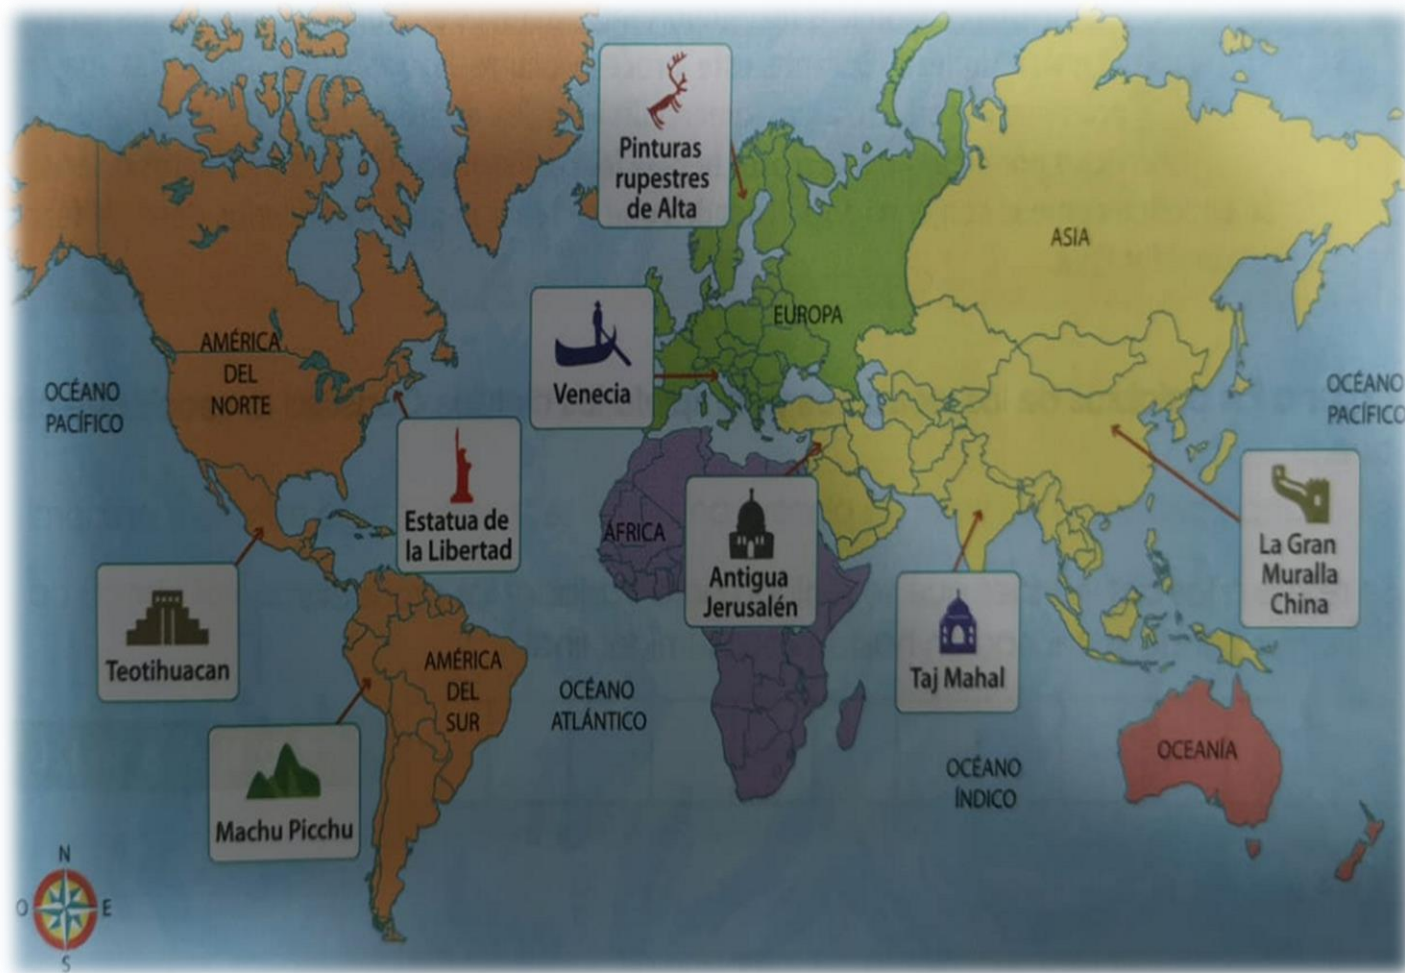 Pinturas
rupestres
de Alta
ASIA
EUROPA
Venecia
AMÉRICA
DEL
NORTE
OCÉANO
PACÍFICO
OCÉANO
PACÍFICO
Estatua de
la Libertad
La Gran
Muralla
China
ÁFRICA
Antigua
Jerusalén
Teotihuacan
Taj Mahal
AMÉRICA
DEL
SUR
OCÉANO
ATLÁNTICO
OCEANÍA
OCÉANO
ÍNDICO
Machu Picchu
N
O E
S